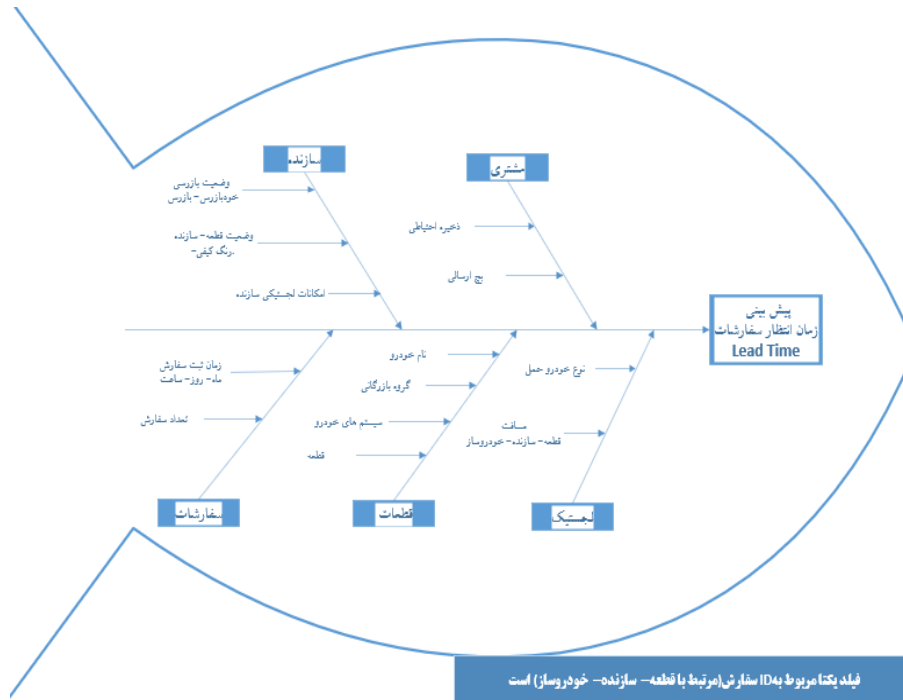 سازنده
مشتری
وضعیت بازرسی
خودبازرس- بازرس
وضعیت قطعه- سازنده
رنگ کیفی.-
امکانات لجستیکی سازنده
ذخیره احتیاطی
بچ ارسالی
پیش بینی
زمان انتظار سفارشات
Lead Time
زمان ثبت سفارش
ماه- روز- ساعت
تعداد سفارش
نام خودرو
گروه بازرگانی
سیستم های خودرو
قطعه
نوع خودرو حمل
مسافت
قطعه- سازنده- خودروساز
سفارشات
قطعات
لجستیک
فیلد یکتا مربوط به ID سفارش(مرتبط با قطعه- سازنده- خودروساز) است